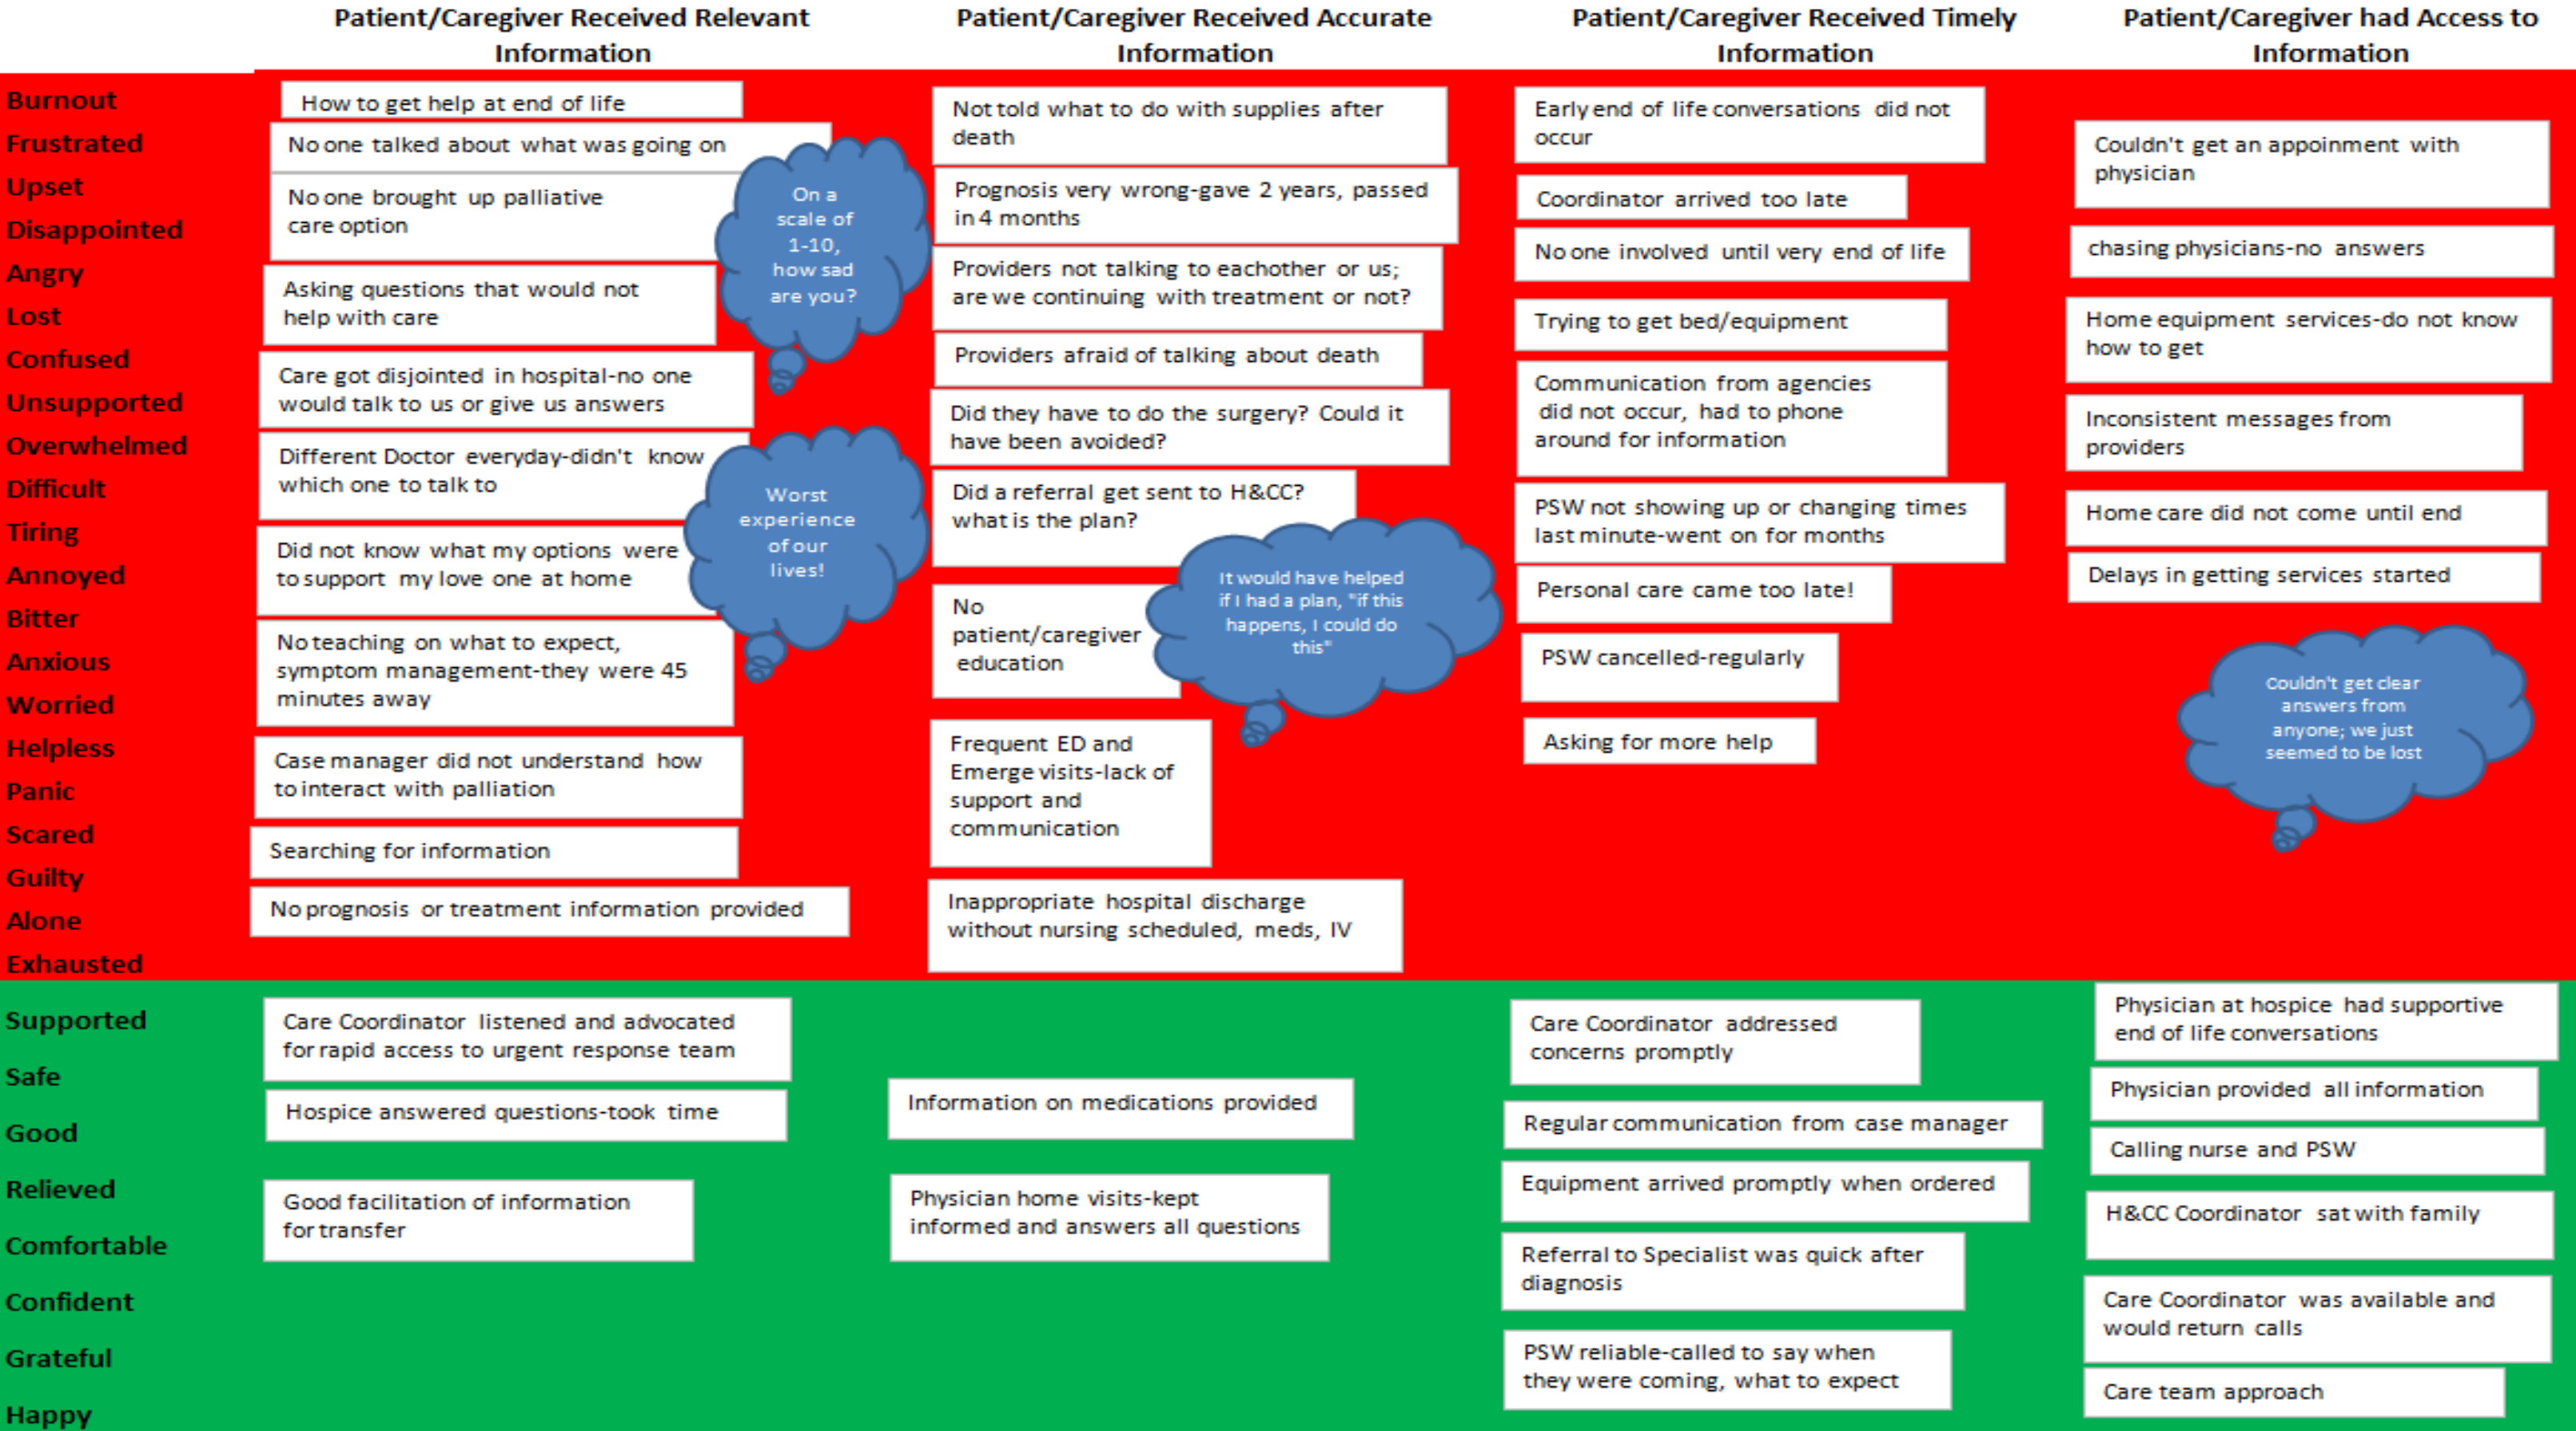 Patient/Caregiver Received Relevant
Information
Patient/Caregiver Received Accurate
Information
Patient/Caregiver Received Timely
Information
Patient/Caregiver had Access to
Information
Burnout
Frustrated
Upset
Disappointed
Angry
Lost
Confused
Unsupported
Overwhelmed
Difficult
Tiring
Annoyed
Bitter
Anxious
Worried
Helpless
Panic
Scared
Guilty
Alone
Exhausted
How to get help at end of life
No one talked about what was going on
No one brought up palliative
care option
Asking questions that would not
help with care
Care got disjointed in hospital-no one
would talk to us or give us answers
Different Doctor everyday-didn't know
which one to talk to
Did not know what my options were
to support my love one at home
No teaching on what to expect,
symptom management-they were 45
minutes away
Case manager did not understand how
to interact with palliation
Searching for information
No prognosis or treatment information provided
On a
scale of
1-10,
how sad
are you?
Worst
experience
of our
lives!
Not told what to do with supplies after
death
Prognosis very wrong-gave 2 years, passed
in 4 months
Providers not talking to eachother or us;
are we continuing with treatment or not?
Providers afraid of talking about death
Did they have to do the surgery? Could it
have been avoided?
Did a referral get sent to H&CC?
what is the plan?
No
patient/caregiver
education
It would have helped
if I had a plan, "if this
happens, I could do
this"
Frequent ED and
Emerge visits-lack of
support and
communication
Inappropriate hospital discharge
without nursing scheduled, meds, IV
Early end of life conversations did not
occur
Coordinator arrived too late
No one involved until very end of life
Trying to get bed/equipment
Communication from agencies
did not occur, had to phone
around for information
PSW not showing up or changing times
last minute-went on for months
Personal care came too late!
PSW cancelled-regularly
Asking for more help
Couldn't get an appoinment with
physician
chasing physicians-no answers
Home equipment services-do not know
how to get
Inconsistent messages from
providers
Home care did not come until end
Delays in getting services started
Couldn't get clear
answers from
anyone; we just
seemed to be lost
Supported
Safe
Good
Relieved
Comfortable
Confident
Grateful
Happy
Care Coordinator listened and advocated
for rapid access to urgent response team
Hospice answered questions-took time
Good facilitation of information
for transfer
Information on medications provided
Physician home visits-kept
informed and answers all questions
Care Coordinator addressed
concerns promptly
Regular communication from case manager
Equipment arrived promptly when ordered
Referral to Specialist was quick after
diagnosis
PSW reliable-called to say when
they were coming, what to expect
Physician at hospice had supportive
end of life conversations
Physician provided all information
Calling nurse and PSW
H&CC Coordinator sat with family
Care Coordinator was available and
would return calls
Care team approach